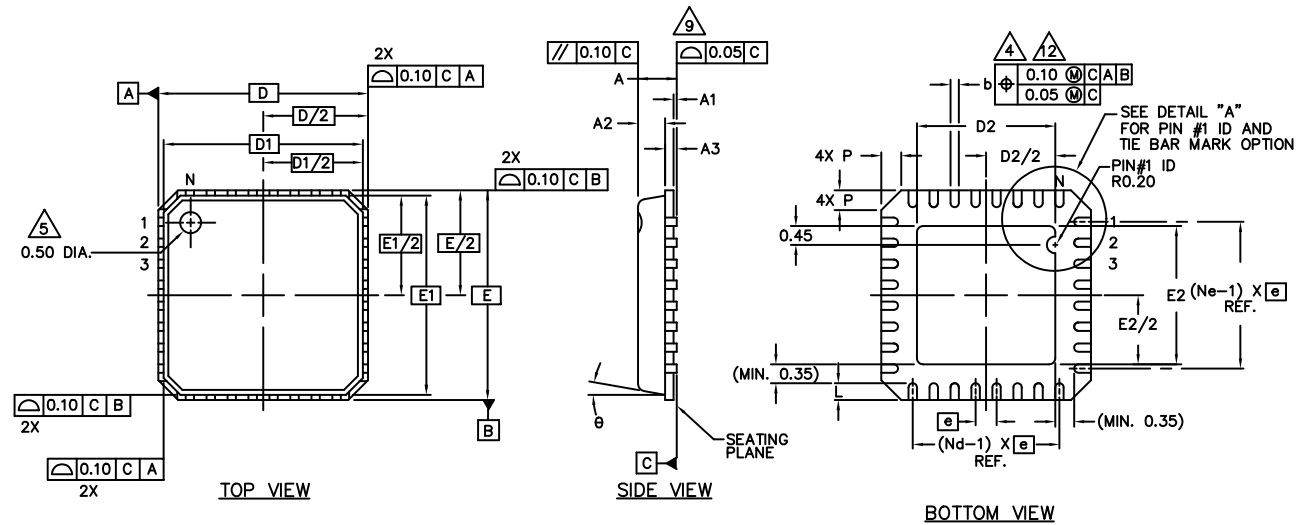 2X
⌓ 0.10 C A
A
D
D/2
D1
D1/2
N
1
2
3
5
0.50 DIA.
2X
⌓ 0.10 C B
E1/2
E/2
E1
E
B
⌓ 0.10 C B
2X
⌓ 0.10 C A
2X
TOP VIEW
9
// 0.10 C
⌓ 0.05 C
A
A1
A2
A3
θ
SEATING
PLANE
C
SIDE VIEW
4 12
b
⌖ 0.10 Ⓜ C A B
0.05 Ⓜ C
SEE DETAIL "A"
FOR PIN #1 ID AND
TIE BAR MARK OPTION
D2
D2/2
4X P
PIN#1 ID
R0.20
N
4X P
0.45
1
2
3
E2
(Ne-1) X e
REF.
E2/2
(MIN. 0.35)
L
e
(Nd-1) X e
REF.
(MIN. 0.35)
BOTTOM VIEW